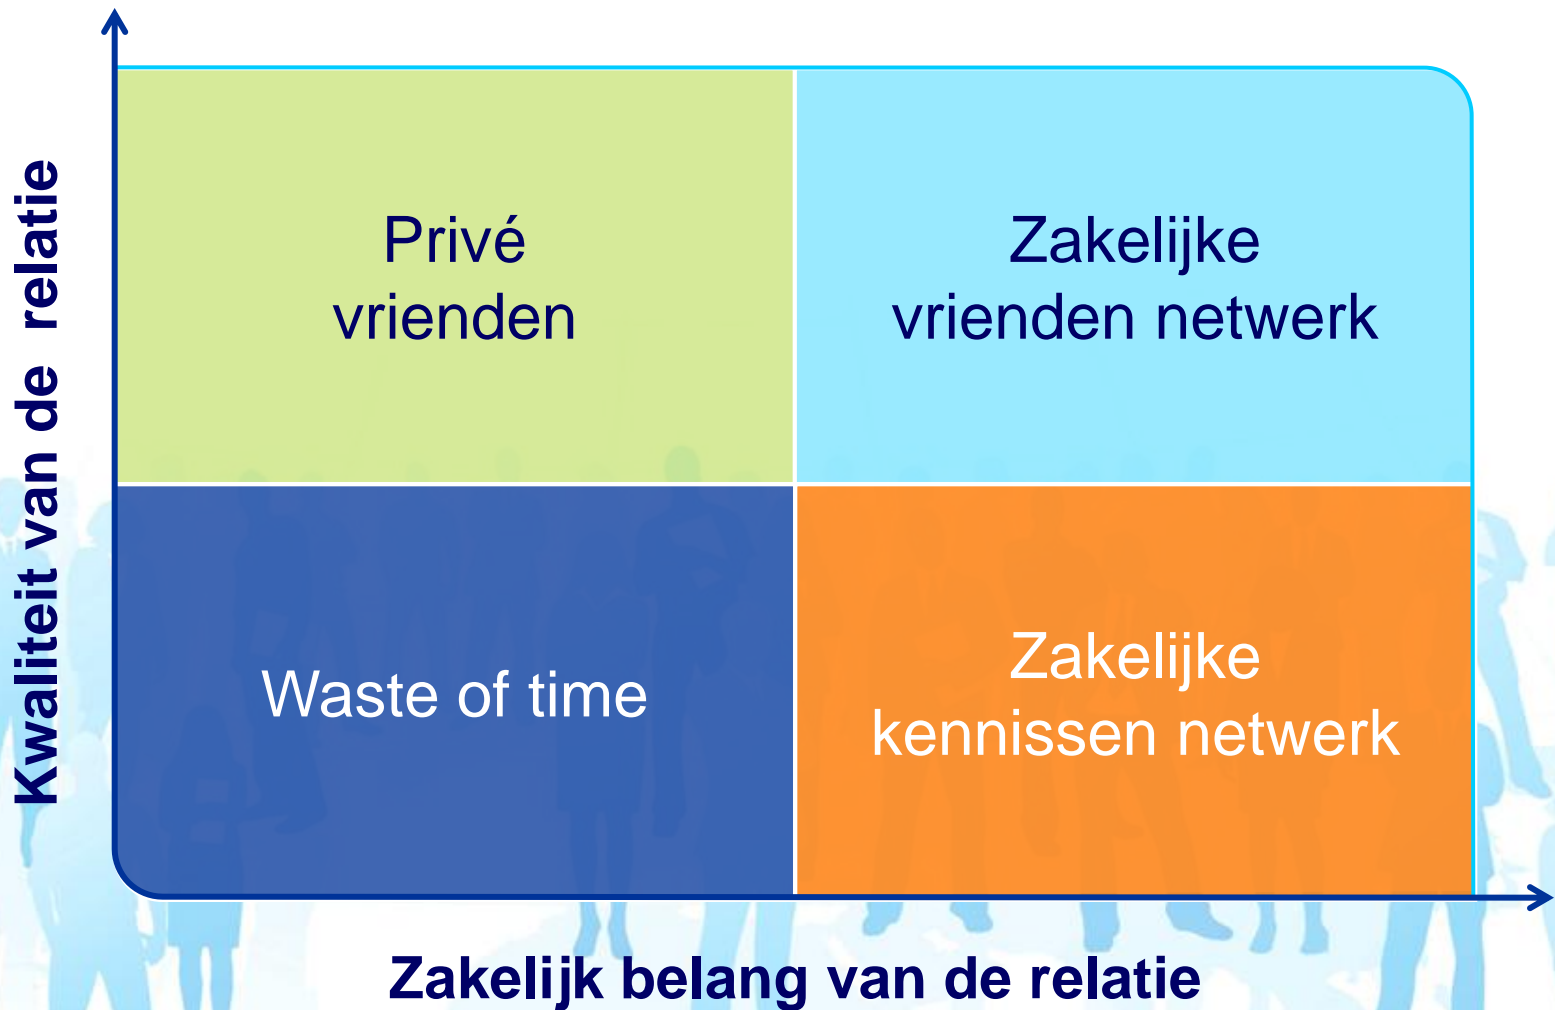 Kwaliteit van de relatie
Privé
vrienden
Zakelijke
vrienden netwerk
Waste of time
Zakelijke
kennissen netwerk
Zakelijk belang van de relatie